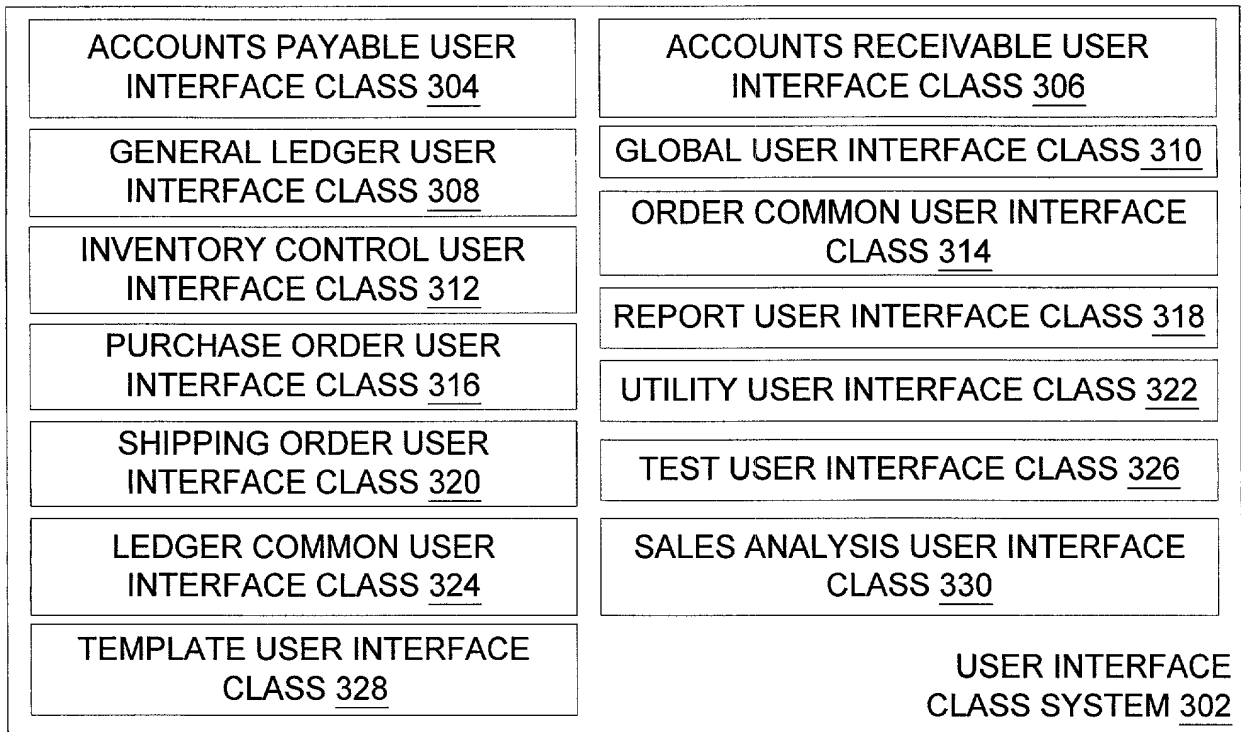 ACCOUNTS PAYABLE USER
INTERFACE CLASS 304
ACCOUNTS RECEIVABLE USER
INTERFACE CLASS 306
GENERAL LEDGER USER
INTERFACE CLASS 308
GLOBAL USER INTERFACE CLASS 310
INVENTORY CONTROL USER
INTERFACE CLASS 312
ORDER COMMON USER INTERFACE
CLASS 314
PURCHASE ORDER USER
INTERFACE CLASS 316
REPORT USER INTERFACE CLASS 318
SHIPPING ORDER USER
INTERFACE CLASS 320
UTILITY USER INTERFACE CLASS 322
LEDGER COMMON USER
INTERFACE CLASS 324
TEST USER INTERFACE CLASS 326
TEMPLATE USER INTERFACE
CLASS 328
SALES ANALYSIS USER INTERFACE
CLASS 330
USER INTERFACE
CLASS SYSTEM 302